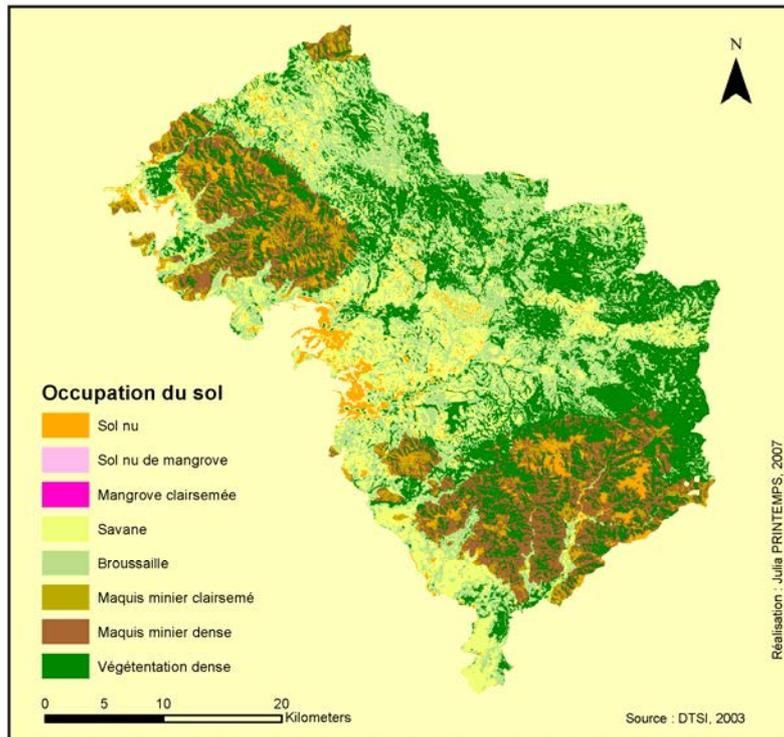 N
Occupation du sol
Sol nu
Sol nu de mangrove
Mangrove clairsemée
Savane
Broussaille
Maquis minier clairsemé
Maquis minier dense
Végétentation dense
0 5 10 20
Kilometers
Source : DTSI, 2003
Réalisation : Julia PRINTEMPS, 2007